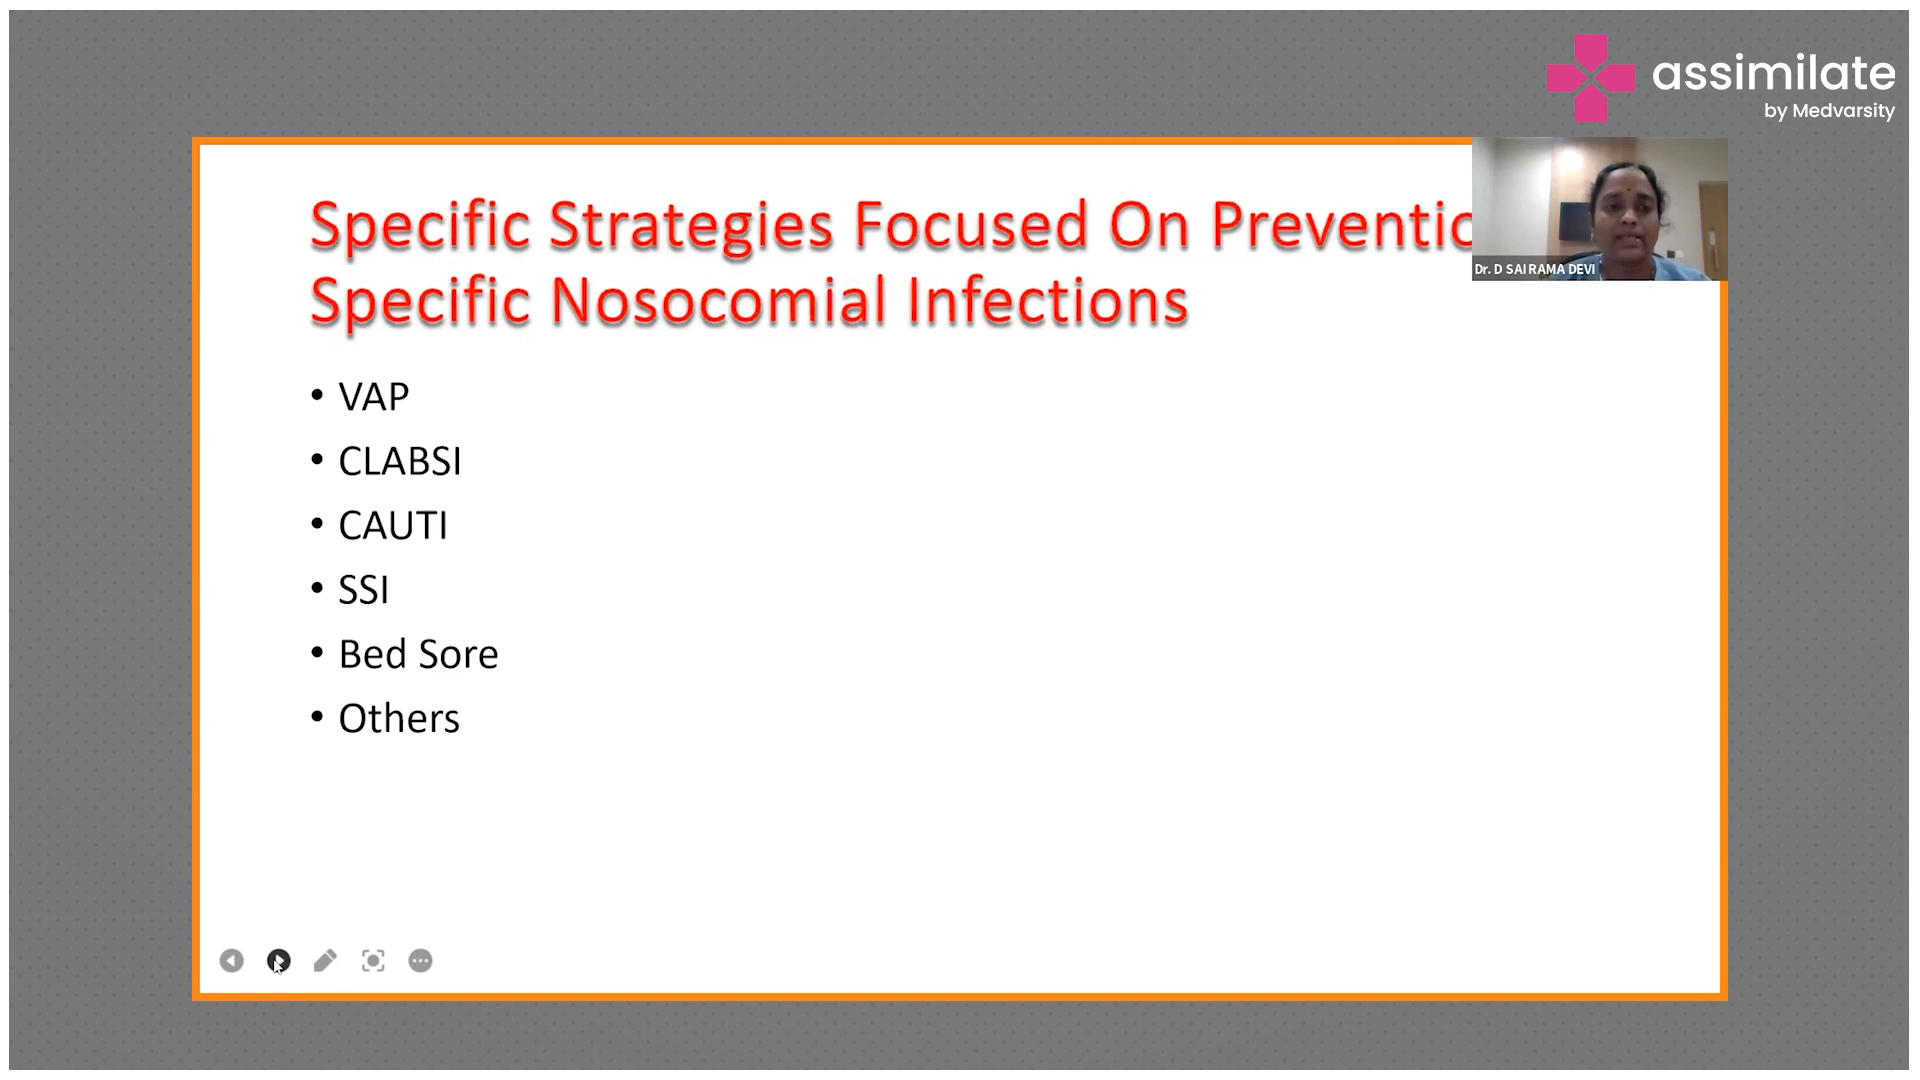 assimilate
by Medvarsity
Specific Strategies Focused On Preventio
Specific Nosocomial Infections
Dr. D SAI RAMA DEVI
• VAP
• CLABSI
• CAUTI
• SSI
• Bed Sore
• Others